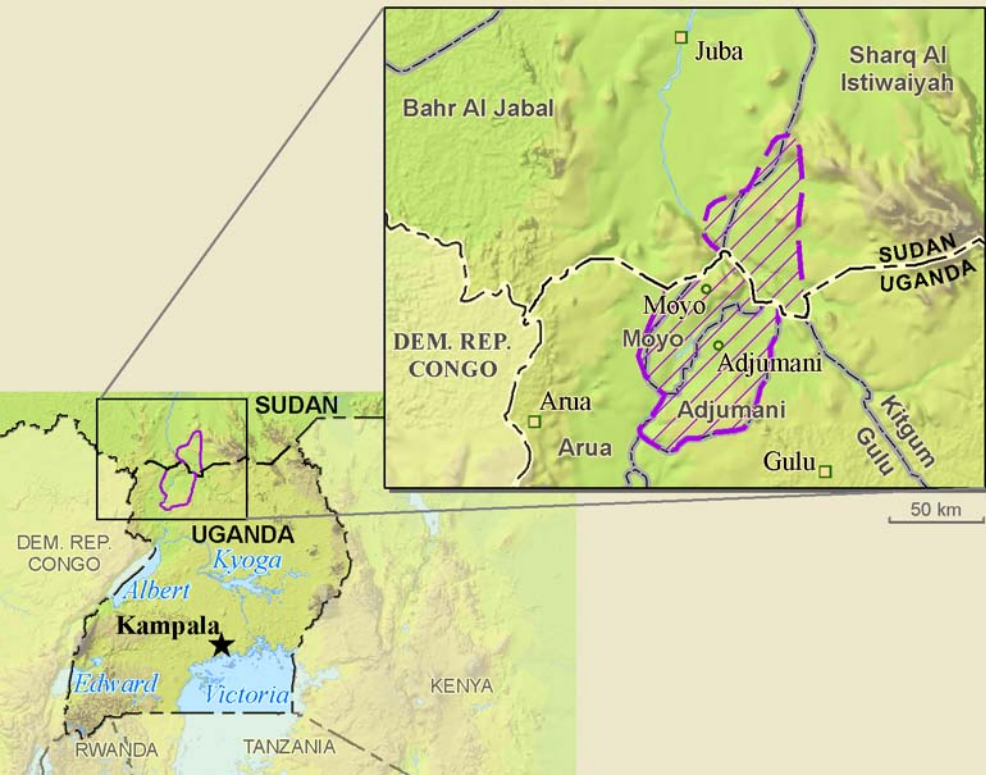 Juba
Sharq Al
Istiwaiyah
Bahr Al Jabal
SUDAN
UGANDA
Moyo
Moyo
DEM. REP.
CONGO
Adjumani
Adjumani
Arua
Arua
Kitgum
Gulu
Gulu
50 km
SUDAN
UGANDA
DEM. REP.
CONGO
Kyoga
Albert
Kampala
Edward
Victoria
KENYA
RWANDA
TANZANIA